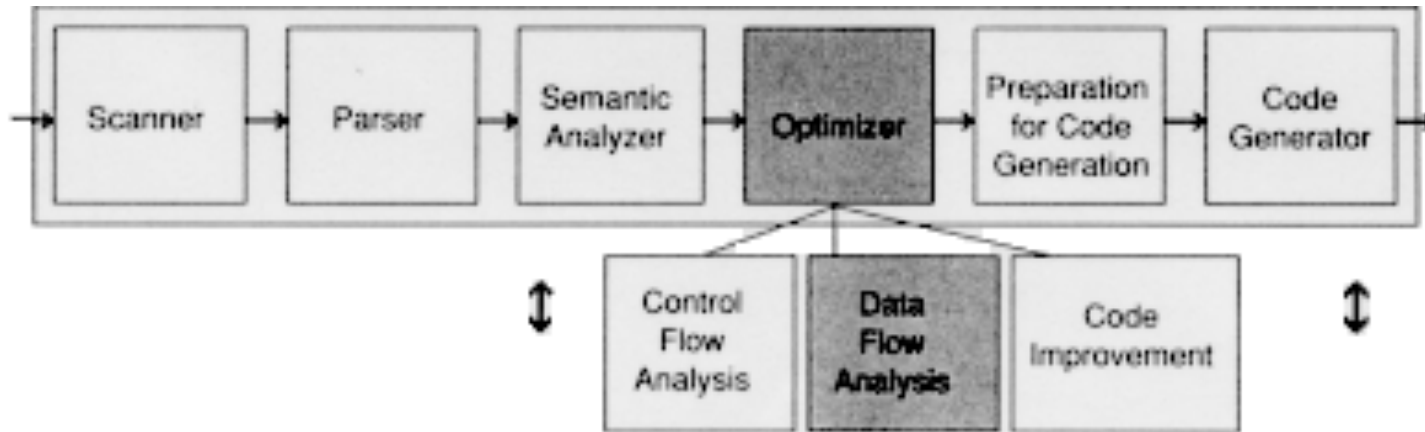 Scanner
Parser
Semantic
Analyzer
Optimizer
Preparation
for Code
Generation
Code
Generator
Control
Flow
Analysis
Data
Flow
Analysis
Code
Improvement